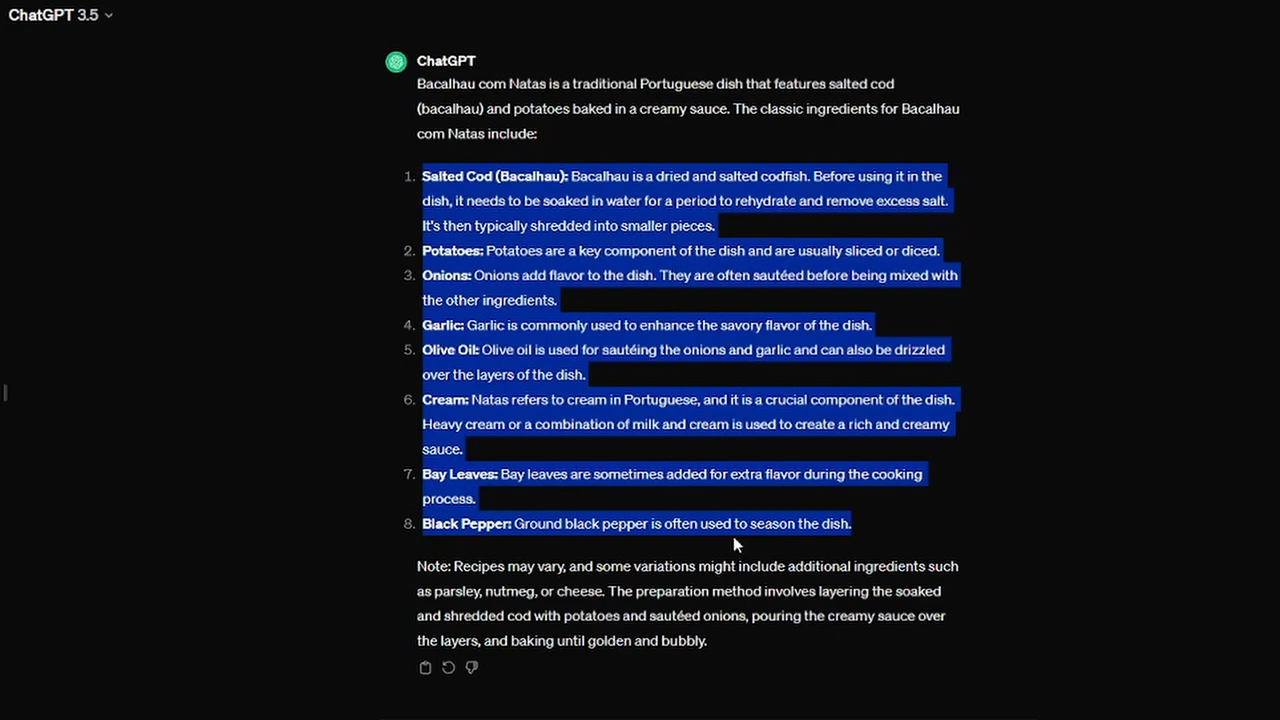 ChatGPT 3.5
ChatGPT
Bacalhau com Natas is a traditional Portuguese dish that features salted cod
(bacalhau) and potatoes baked in a creamy sauce. The classic ingredients for Bacalhau
com Natas include:
1. Salted Cod (Bacalhau): Bacalhau is a dried and salted codfish. Before using it in the
dish, it needs to be soaked in water for a period to rehydrate and remove excess salt.
It's then typically shredded into smaller pieces.
2. Potatoes: Potatoes are a key component of the dish and are usually sliced or diced.
3. Onions: Onions add flavor to the dish. They are often sautéed before being mixed with
the other ingredients.
4. Garlic: Garlic is commonly used to enhance the savory flavor of the dish.
5. Olive Oil: Olive oil is used for sautéing the onions and garlic and can also be drizzled
over the layers of the dish.
6. Cream: Natas refers to cream in Portuguese, and it is a crucial component of the dish.
Heavy cream or a combination of milk and cream is used to create a rich and creamy
sauce.
7. Bay Leaves: Bay leaves are sometimes added for extra flavor during the cooking
process.
8. Black Pepper: Ground black pepper is often used to season the dish.
Note: Recipes may vary, and some variations might include additional ingredients such
as parsley, nutmeg, or cheese. The preparation method involves layering the soaked
and shredded cod with potatoes and sautéed onions, pouring the creamy sauce over
the layers, and baking until golden and bubbly.